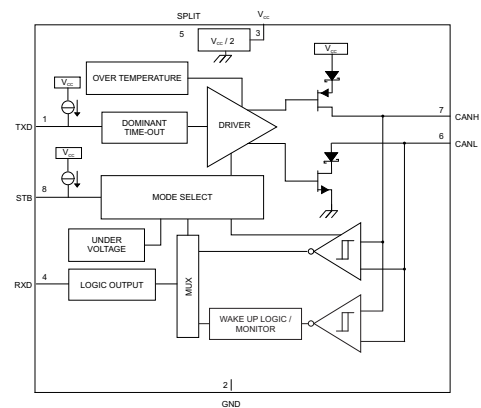 SPLIT
Vcc
5
3
Vcc / 2
Vcc
OVER TEMPERATURE
Vcc
7
CANH
1
TXD
DOMINANT
TIME-OUT
DRIVER
6
CANL
Vcc
8
STB
MODE SELECT
UNDER
VOLTAGE
4
RXD
LOGIC OUTPUT
MUX
WAKE UP LOGIC /
MONITOR
2
GND